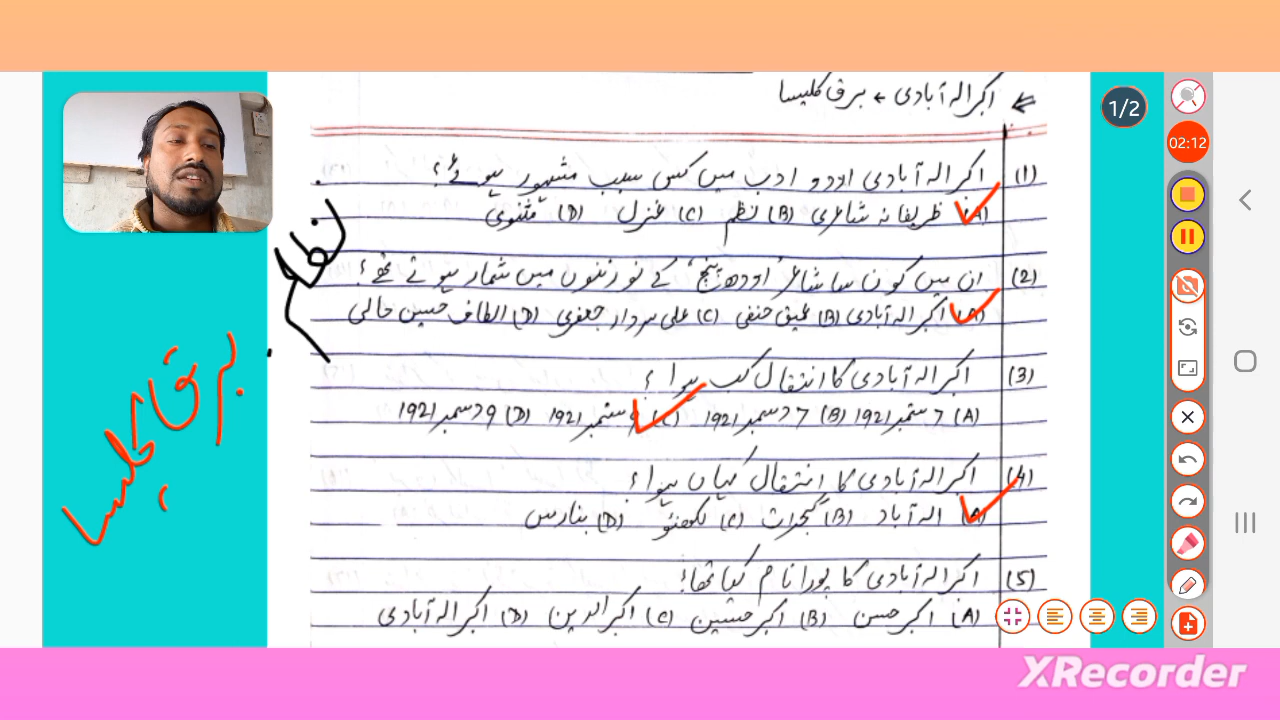 اکبر الہ آبادی ← برق کلیسا
1/2
02:12
(1) اکبر الہ آبادی اردو ادب میں کس سبب مشہور ہوئے؟
(A) ظریفانہ شاعری (B) نظم (C) غزل (D) مثنوی
(2) ان میں کون سا شاعر "اودھ پنچ" کے نورتنوں میں شمار ہوتے تھے؟
(A) اکبر الہ آبادی (B) عمیق حنفی (C) علی سردار جعفری (D) الطاف حسین حالی
(3) اکبر الہ آبادی کا انتقال کب ہوا؟
(A) 7 ستمبر 1921 (B) 7 دسمبر 1921 (C) 9 ستمبر 1921 (D) 9 دسمبر 1921
(4) اکبر الہ آبادی کا انتقال کہاں ہوا؟
(A) الہ آباد (B) گجرات (C) لکھنؤ (D) بنارس
(5) اکبر الہ آبادی کا پورا نام کیا تھا؟
(A) اکبر حسن (B) اکبر حسین (C) اکبر الدین (D) اکبر الہ آبادی
نظم
برق کلیسا
XRecorder